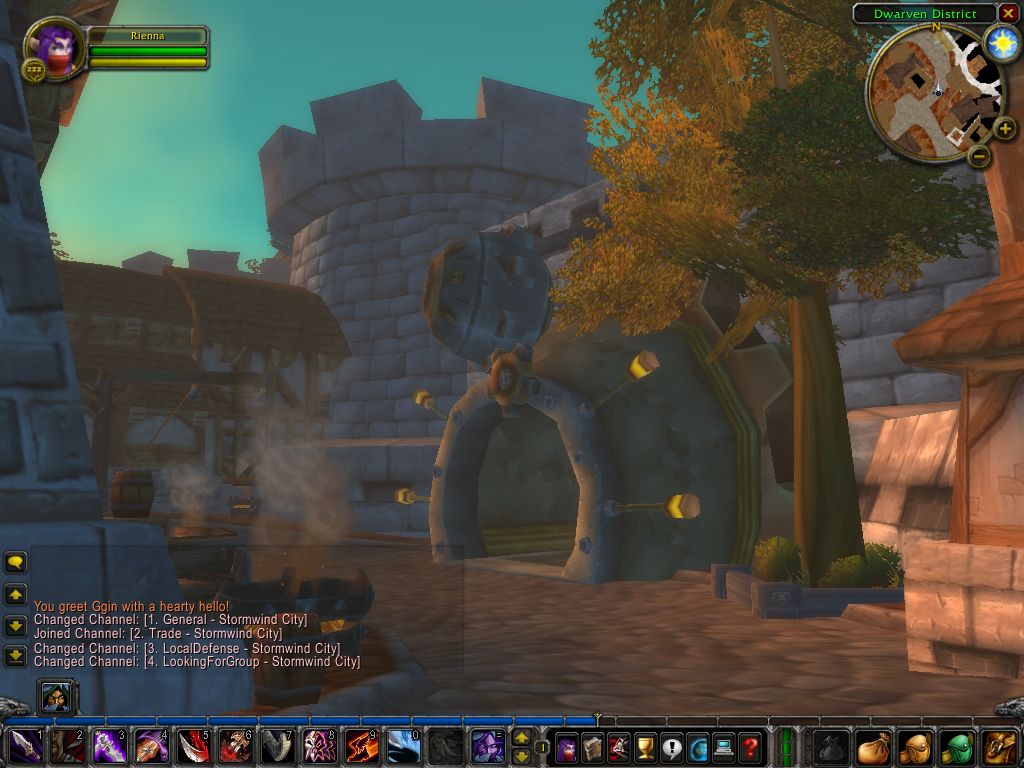 Dwarven District
N
Rienna
zzz
You greet Ggin with a hearty hello!
Changed Channel: [1. General - Stormwind City]
Joined Channel: [2. Trade - Stormwind City]
Changed Channel: [3. LocalDefense - Stormwind City]
Changed Channel: [4. LookingForGroup - Stormwind City]
1 2 3 4 5 6 7 8 9 0 = 1